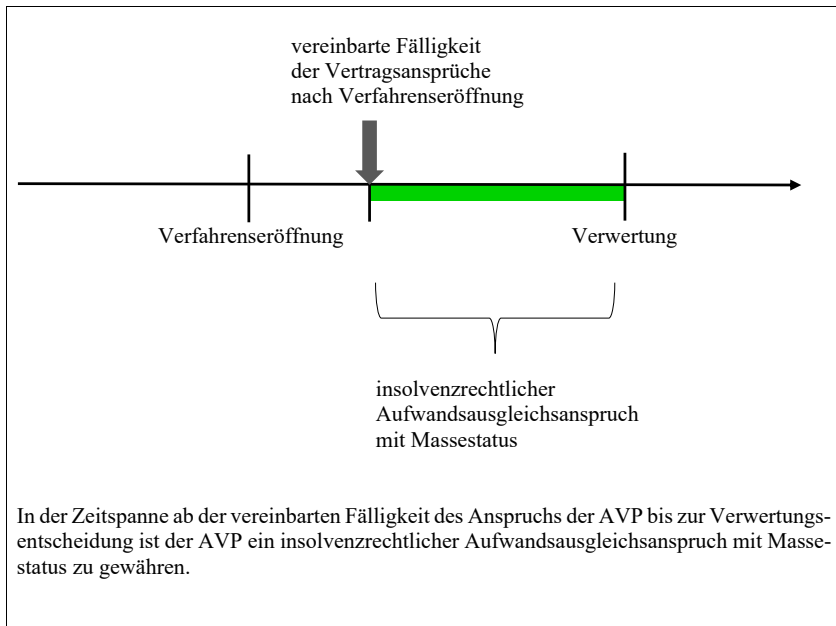 vereinbarte Fälligkeit
der Vertragsansprüche
nach Verfahrenseröffnung
Verfahrenseröffnung
Verwertung
insolvenzrechtlicher
Aufwandsausgleichsanspruch
mit Massestatus
In der Zeitspanne ab der vereinbarten Fälligkeit des Anspruchs der AVP bis zur Verwertungs-
entscheidung ist der AVP ein insolvenzrechtlicher Aufwandsausgleichsanspruch mit Masse-
status zu gewähren.